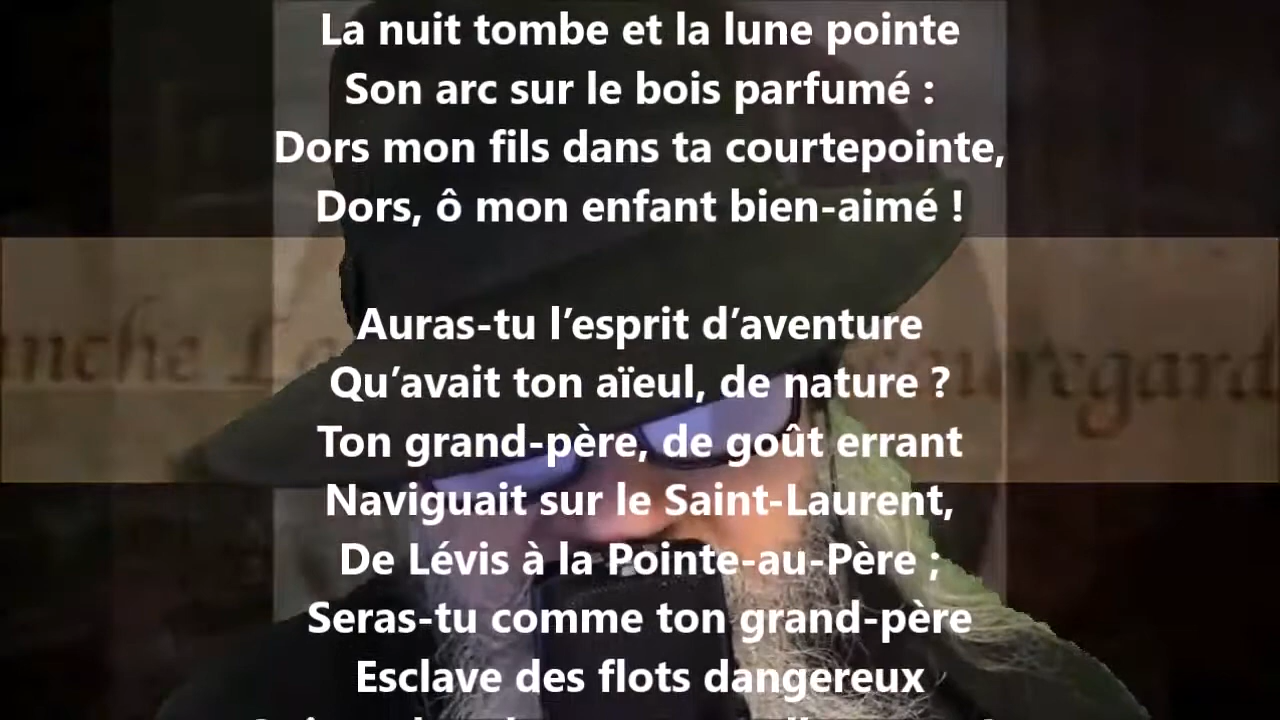 La nuit tombe et la lune pointe
Son arc sur le bois parfumé :
Dors mon fils dans ta courtepointe,
Dors, ô mon enfant bien-aimé !
Auras-tu l’esprit d’aventure
Qu’avait ton aïeul, de nature ?
Ton grand-père, de goût errant
Naviguait sur le Saint-Laurent,
De Lévis à la Pointe-au-Père ;
Seras-tu comme ton grand-père
Esclave des flots dangereux